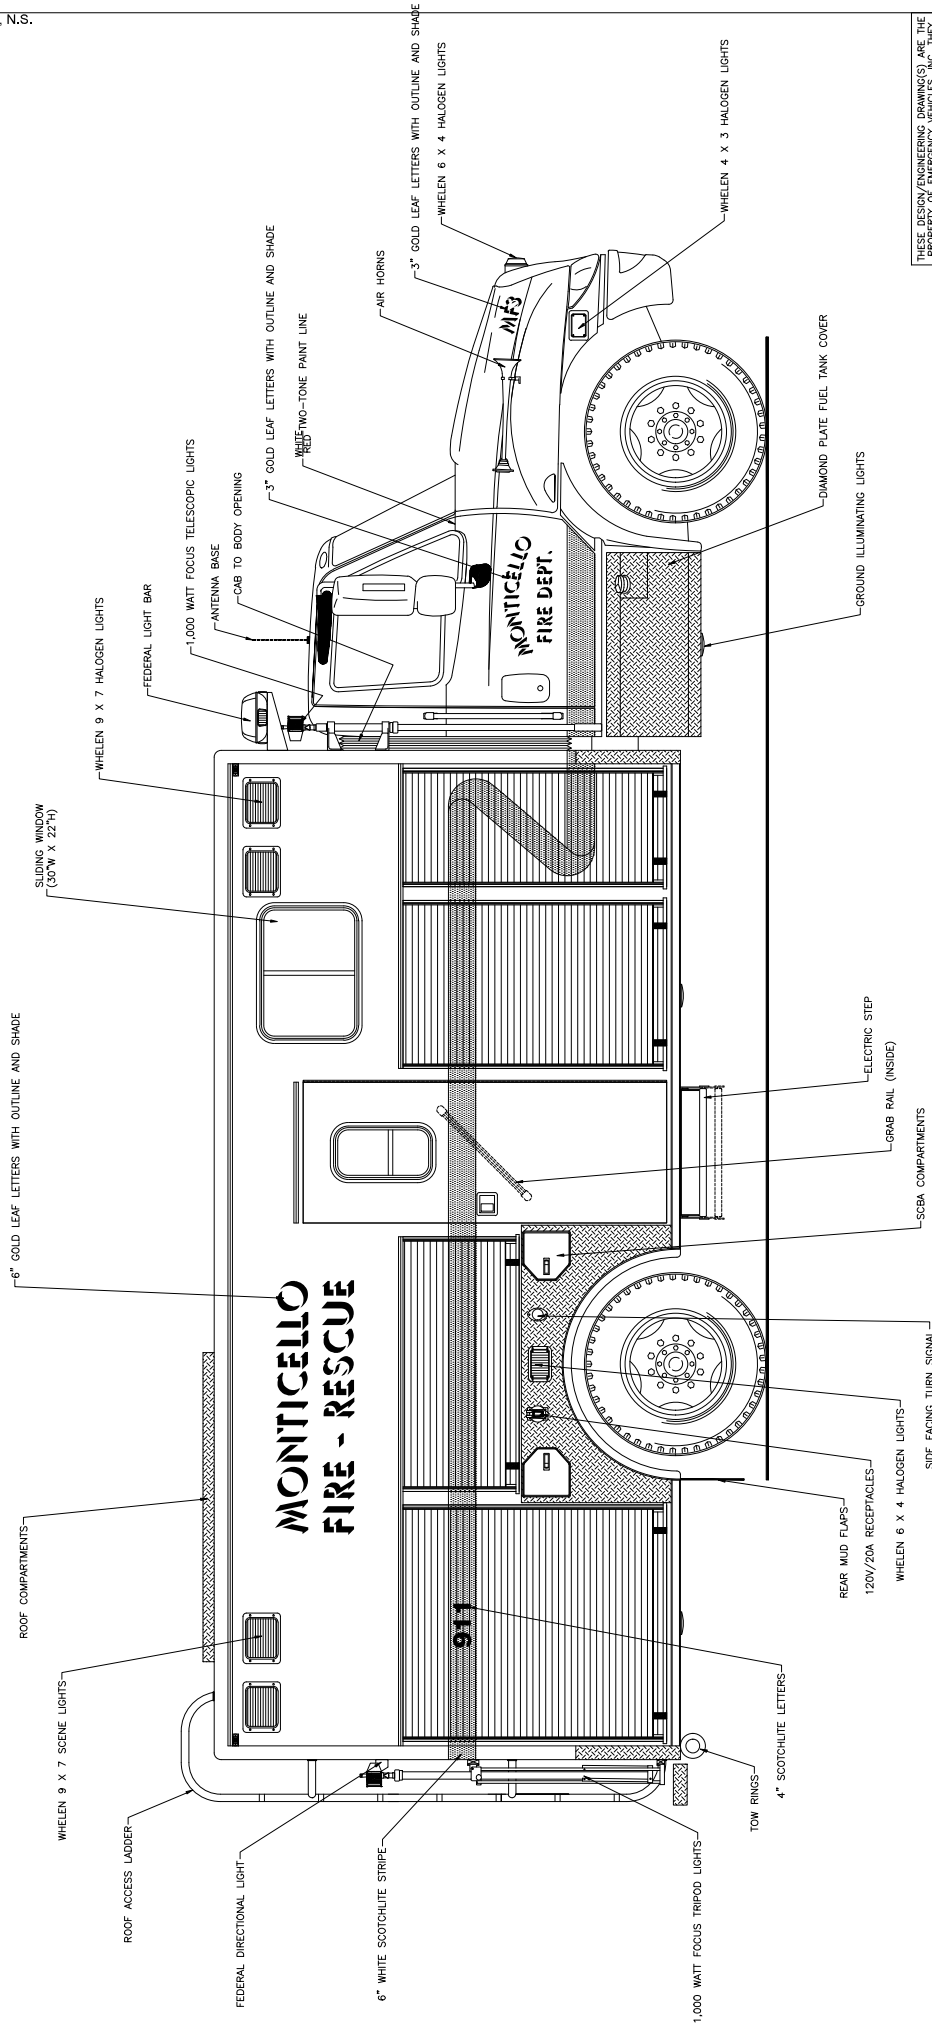 , N.S.
THESE DESIGN/ENGINEERING DRAWING(S) ARE THE
PROPERTY OF EMERGENCY VEHICLES, INC. THEY
6" GOLD LEAF LETTERS WITH OUTLINE AND SHADE
ROOF COMPARTMENTS
WHELEN 9 X 7 SCENE LIGHTS
ROOF ACCESS LADDER
FEDERAL DIRECTIONAL LIGHT
6" WHITE SCOTCHLITE STRIPE
1,000 WATT FOCUS TRIPOD LIGHTS
TOW RINGS
4" SCOTCHLITE LETTERS
SLIDING WINDOW
(30"W X 22"H)
WHELEN 9 X 7 HALOGEN LIGHTS
FEDERAL LIGHT BAR
1,000 WATT FOCUS TELESCOPIC LIGHTS
ANTENNA BASE
CAB TO BODY OPENING
3" GOLD LEAF LETTERS WITH OUTLINE AND SHADE
WHITE
RED
TWO-TONE PAINT LINE
AIR HORNS
3" GOLD LEAF LETTERS WITH OUTLINE AND SHADE
WHELEN 6 X 4 HALOGEN LIGHTS
WHELEN 4 X 3 HALOGEN LIGHTS
MONTICELLO
FIRE - RESCUE
911
MONTICELLO
FIRE DEPT.
MF3
DIAMOND PLATE FUEL TANK COVER
GROUND ILLUMINATING LIGHTS
ELECTRIC STEP
GRAB RAIL (INSIDE)
SCBA COMPARTMENTS
SIDE FACING TURN SIGNAL
WHELEN 6 X 4 HALOGEN LIGHTS
120V/20A RECEPTACLES
REAR MUD FLAPS